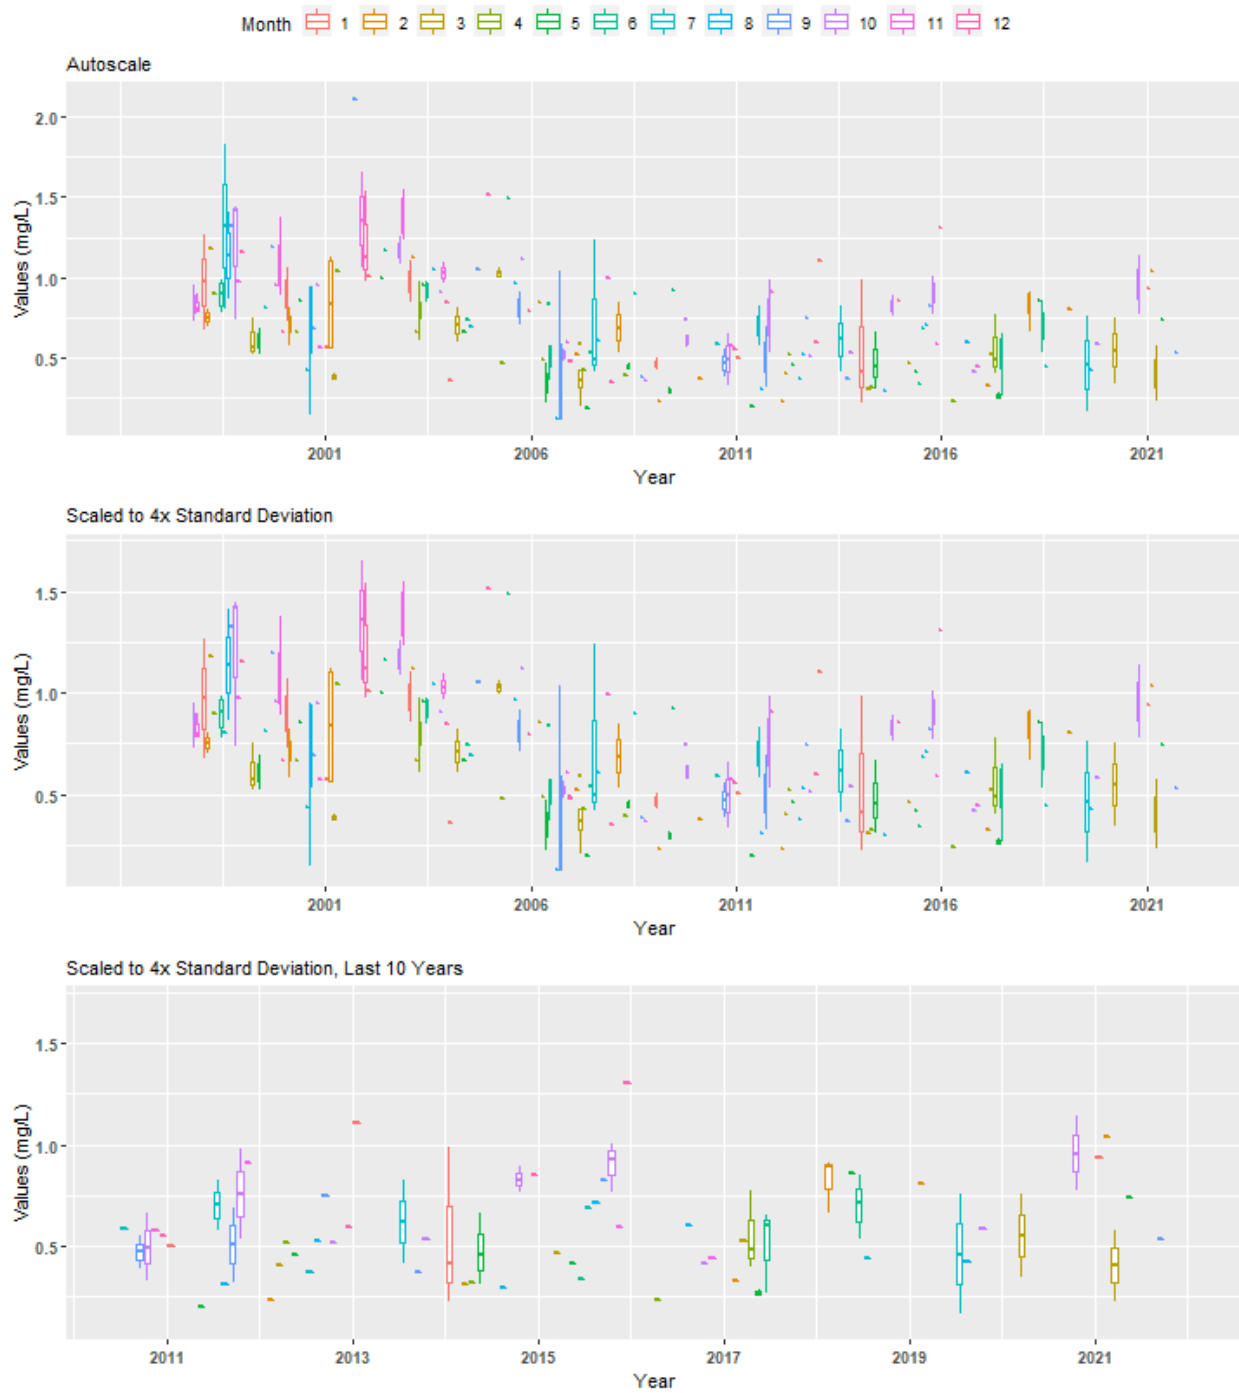 Month 1 2 3 4 5 6 7 8 9 10 11 12
Autoscale
Values (mg/L)
2.0
1.5
1.0
0.5
2001 2006 2011 2016 2021
Year
Scaled to 4x Standard Deviation
Values (mg/L)
1.5
1.0
0.5
2001 2006 2011 2016 2021
Year
Scaled to 4x Standard Deviation, Last 10 Years
Values (mg/L)
1.5
1.0
0.5
2011 2013 2015 2017 2019 2021
Year